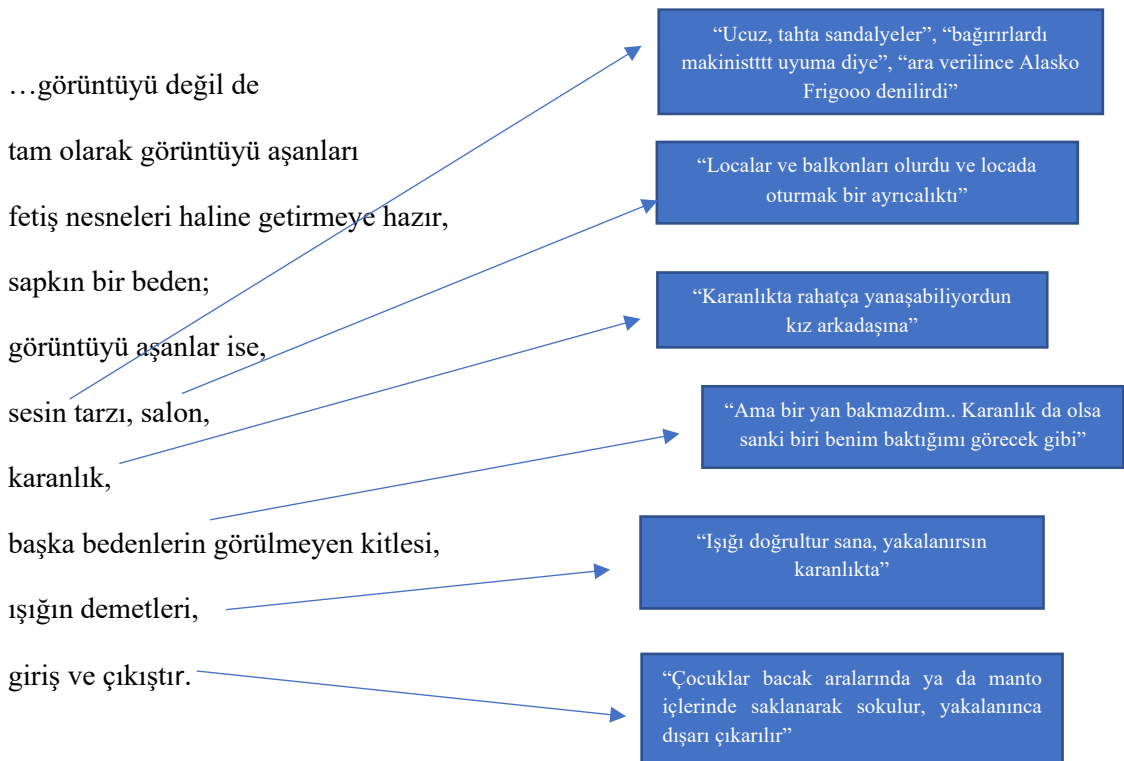 …görüntüyü değil de
tam olarak görüntüyü aşanları
fetiş nesneleri haline getirmeye hazır,
sapkın bir beden;
görüntüyü aşanlar ise,
sesin tarzı, salon,
karanlık,
başka bedenlerin görülmeyen kitlesi,
ışığın demetleri,
giriş ve çıkıştır.
“Ucuz, tahta sandalyeler”, “bağırırlardı
makinistttt uyuma diye”, “ara verilince Alasko
Frigooo denilirdi”
“Localar ve balkonları olurdu ve locada
oturmak bir ayrıcalıktı”
“Karanlıkta rahatça yanaşabiliyordun
kız arkadaşına”
“Ama bir yan bakmazdım.. Karanlık da olsa
sanki biri benim baktığımı görecek gibi”
“Işığı doğrultur sana, yakalanırsın
karanlıkta”
“Çocuklar bacak aralarında ya da manto
içlerinde saklanarak sokulur, yakalanınca
dışarı çıkarılır”